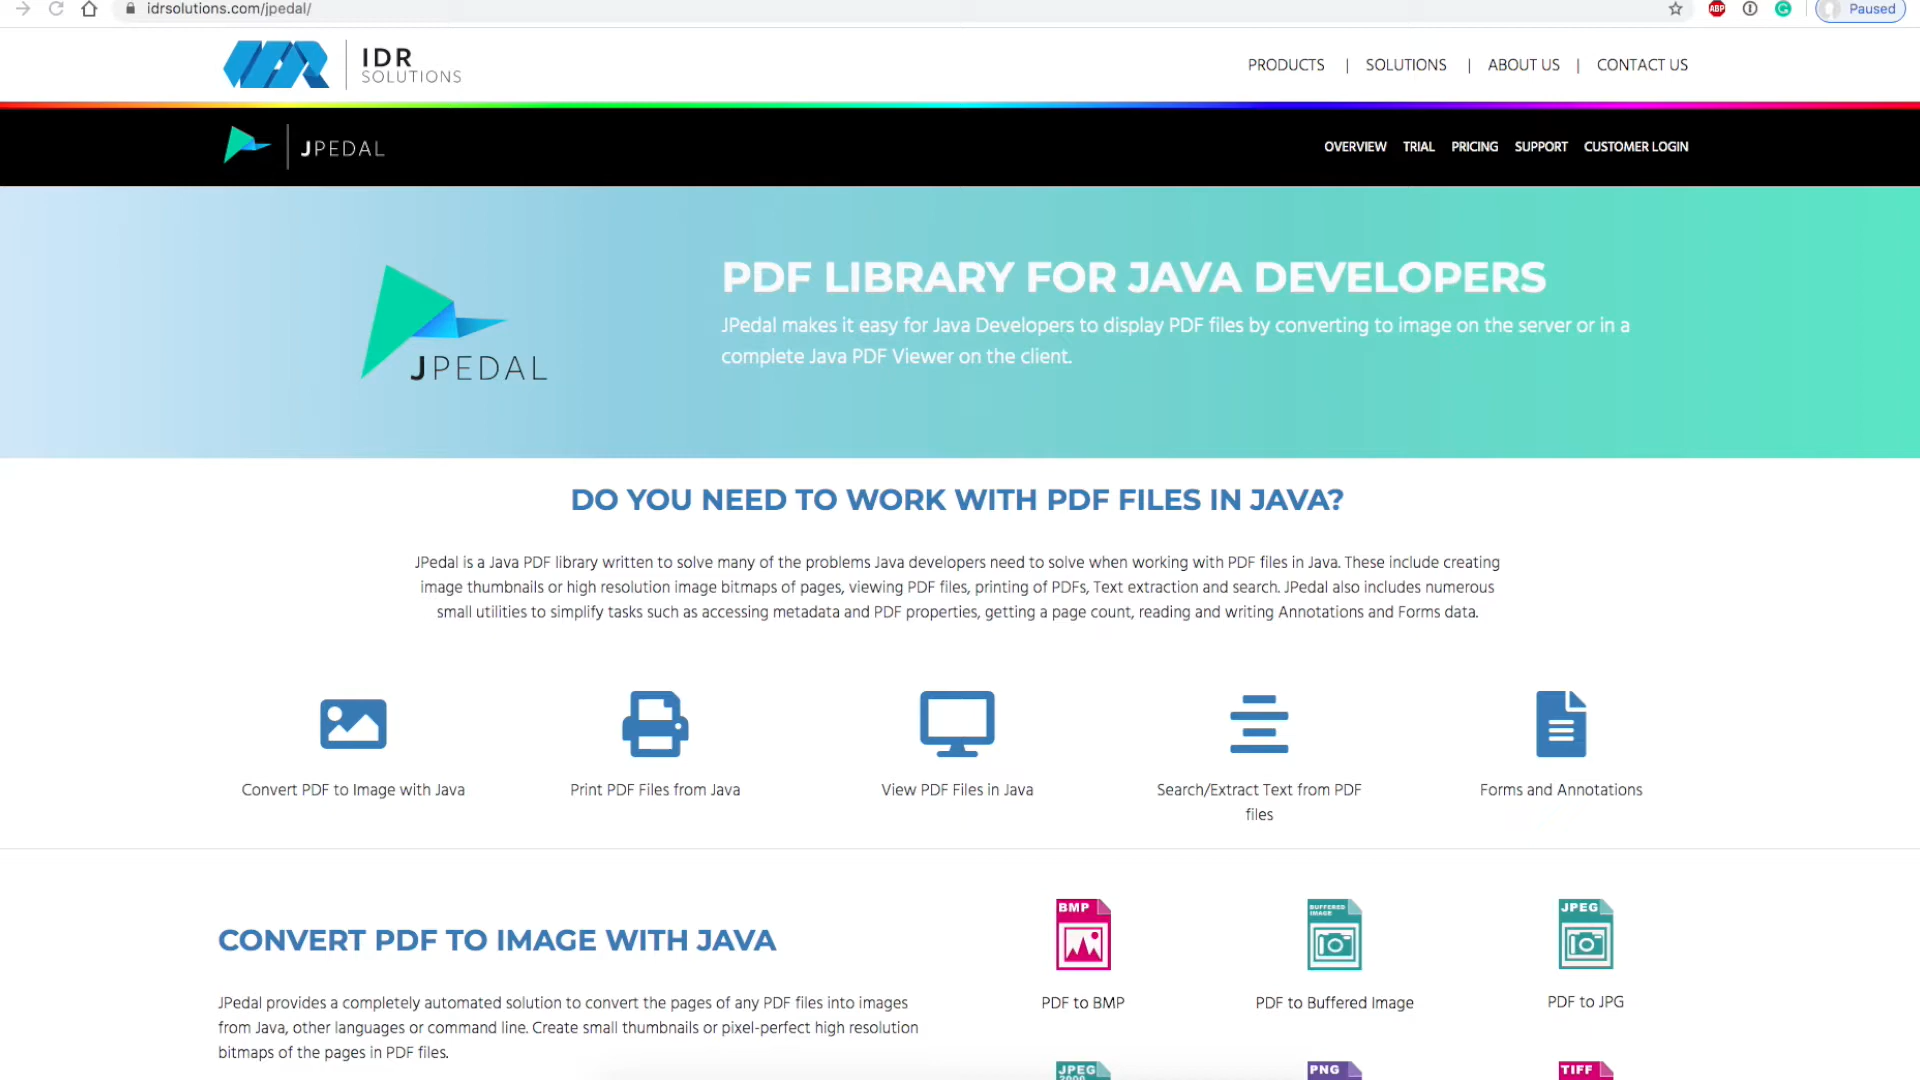 idrsolutions.com/jpedal/
ABP
Paused
IDR
SOLUTIONS
PRODUCTS | SOLUTIONS | ABOUT US | CONTACT US
JPEDAL
OVERVIEW TRIAL PRICING SUPPORT CUSTOMER LOGIN
JPEDAL
PDF LIBRARY FOR JAVA DEVELOPERS
JPedal makes it easy for Java Developers to display PDF files by converting to image on the server or in a
complete Java PDF Viewer on the client.
DO YOU NEED TO WORK WITH PDF FILES IN JAVA?
JPedal is a Java PDF library written to solve many of the problems Java developers need to solve when working with PDF files in Java. These include creating
image thumbnails or high resolution image bitmaps of pages, viewing PDF files, printing of PDFs, Text extraction and search. JPedal also includes numerous
small utilities to simplify tasks such as accessing metadata and PDF properties, getting a page count, reading and writing Annotations and Forms data.
Convert PDF to Image with Java
Print PDF Files from Java
View PDF Files in Java
Search/Extract Text from PDF
files
Forms and Annotations
CONVERT PDF TO IMAGE WITH JAVA
JPedal provides a completely automated solution to convert the pages of any PDF files into images
from Java, other languages or command line. Create small thumbnails or pixel-perfect high resolution
bitmaps of the pages in PDF files.
BMP
PDF to BMP
BUFFERED
IMAGE
PDF to Buffered Image
JPEG
PDF to JPG
JPEG
2000
PNG
TIFF